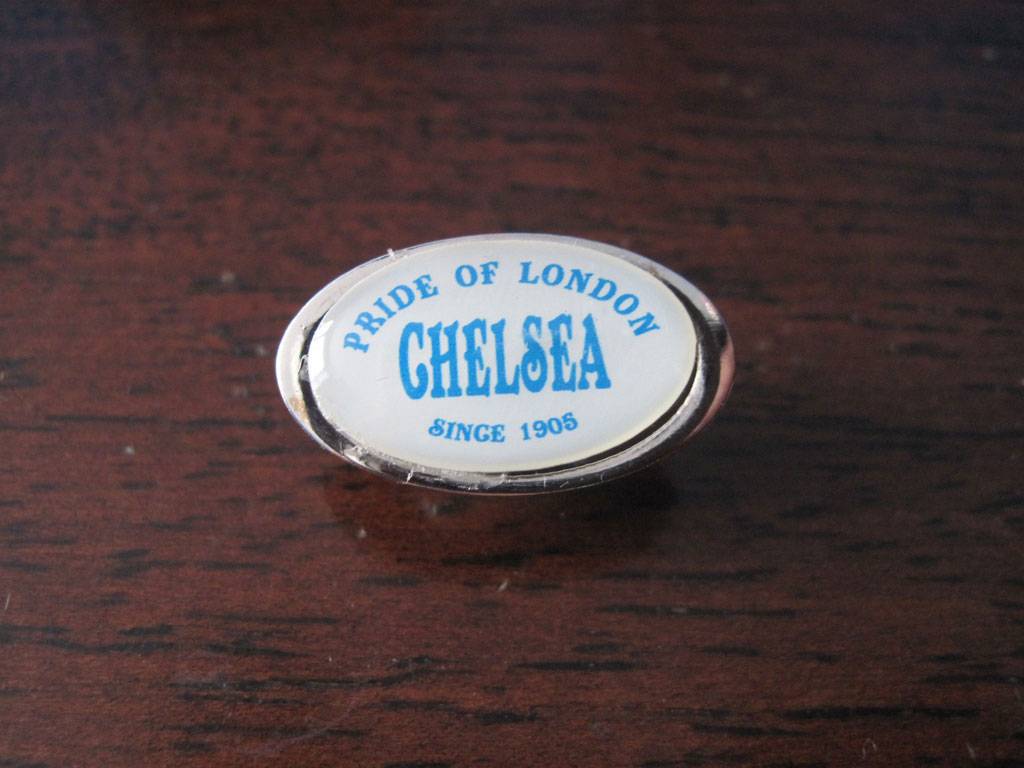 PRIDE OF LONDON
CHELSEA
SINCE 1905